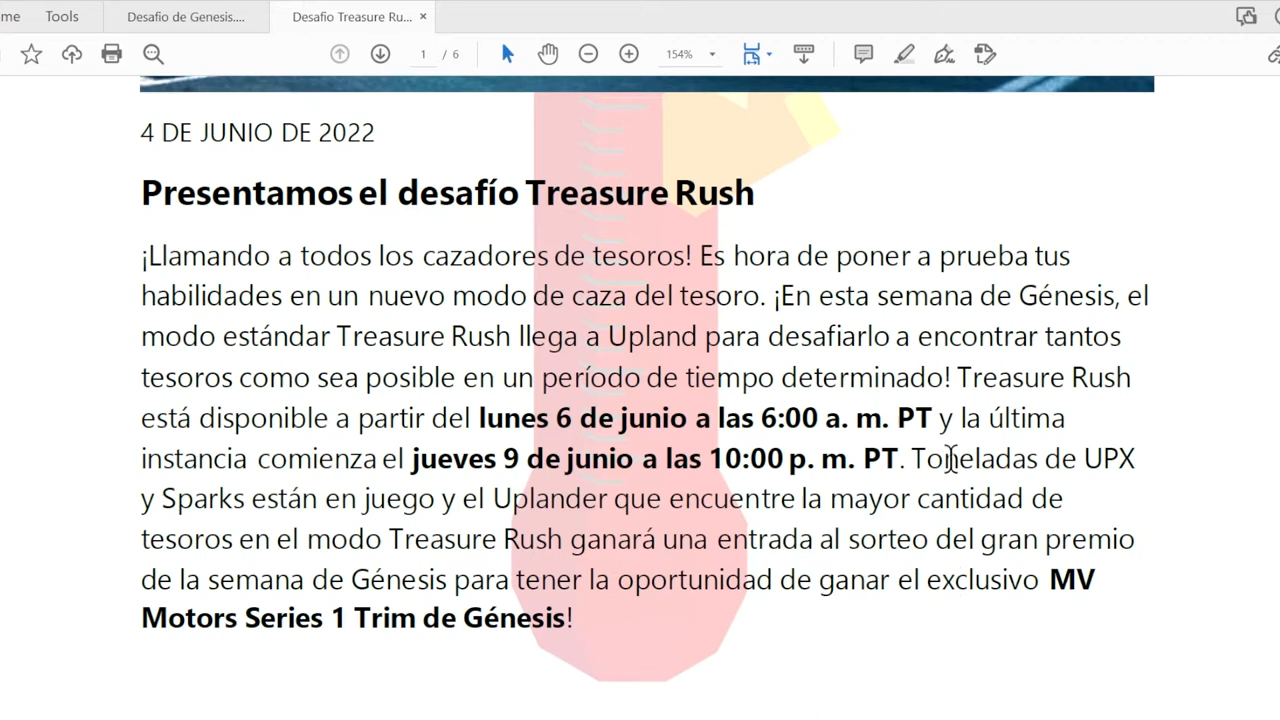 me
Tools
Desafio de Genesis....
Desafio Treasure Ru...
1 / 6
154%
4 DE JUNIO DE 2022
Presentamos el desafío Treasure Rush
¡Llamando a todos los cazadores de tesoros! Es hora de poner a prueba tus
habilidades en un nuevo modo de caza del tesoro. ¡En esta semana de Génesis, el
modo estándar Treasure Rush llega a Upland para desafiarlo a encontrar tantos
tesoros como sea posible en un período de tiempo determinado! Treasure Rush
está disponible a partir del lunes 6 de junio a las 6:00 a. m. PT y la última
instancia comienza el jueves 9 de junio a las 10:00 p. m. PT. Toneladas de UPX
y Sparks están en juego y el Uplander que encuentre la mayor cantidad de
tesoros en el modo Treasure Rush ganará una entrada al sorteo del gran premio
de la semana de Génesis para tener la oportunidad de ganar el exclusivo MV
Motors Series 1 Trim de Génesis!